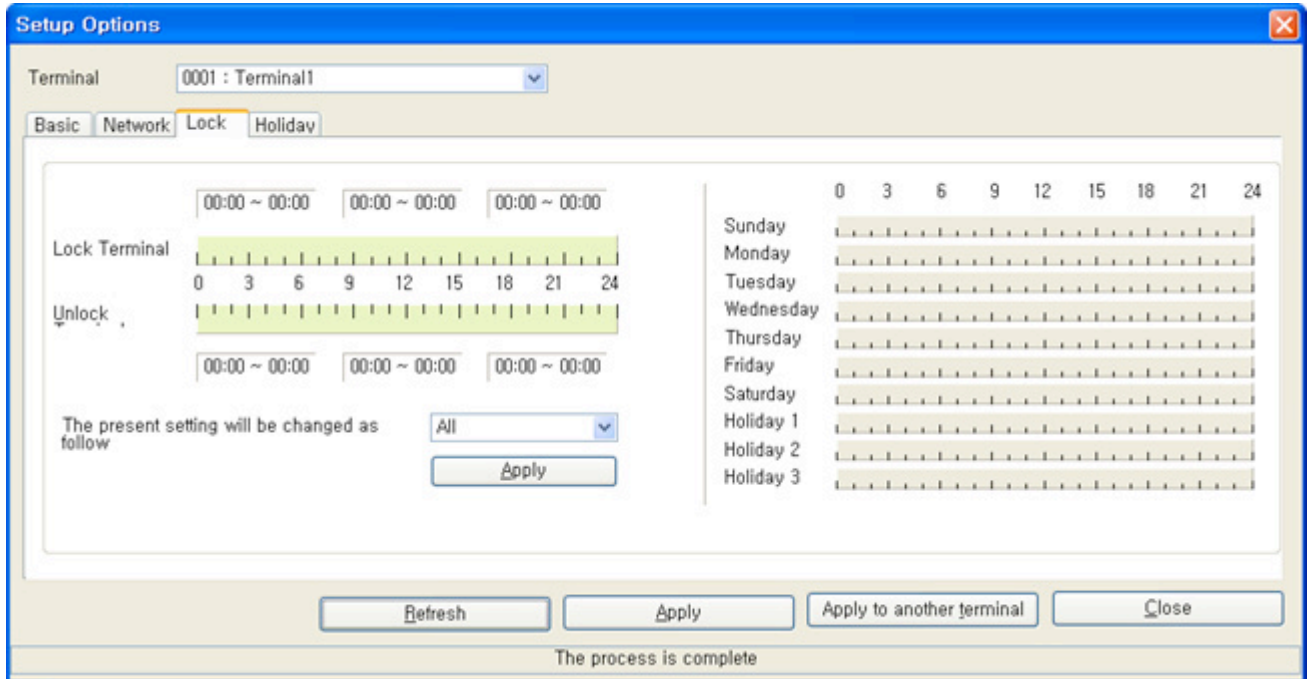 Setup Options
Terminal 0001 : Terminal1
Basic Network Lock Holiday
00:00 ~ 00:00 00:00 ~ 00:00 00:00 ~ 00:00
Lock Terminal
0 3 6 9 12 15 18 21 24
Unlock
00:00 ~ 00:00 00:00 ~ 00:00 00:00 ~ 00:00
The present setting will be changed as
follow
All
Apply
0 3 6 9 12 15 18 21 24
Sunday
Monday
Tuesday
Wednesday
Thursday
Friday
Saturday
Holiday 1
Holiday 2
Holiday 3
Refresh Apply Apply to another terminal Close
The process is complete